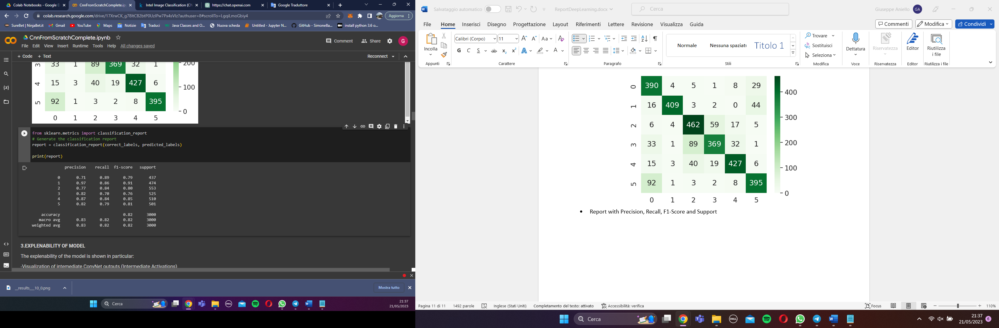 Colab Notebooks - Google D
CnnFromScratchComplete.ip
Intel Image Classification (CN
https://chat.openai.com
Google Traduttore
colab.research.google.com/drive/17XrwCK_g78ItCB2btP0UzIPw7Px4sVIz?authuser=8#scrollTo=LgqiLmoGbiy4
Aggiorna
SureBet | NinjaBet.it
Gmail
YouTube
Maps
Notizie
Traduci
Java Classes and O...
Nuova scheda
Untitled - Jupyter N...
GitHub - SimoneBa...
install python 3.6 o...
CnnFromScratchComplete.ipynb
Comment
Share
G
File Edit View Insert Runtime Tools Help All changes saved
+ Code + Text
Reconnect
3 33 1 89 369 32 1
200
4 15 3 40 19 427 6
100
5 92 1 3 2 8 395
0
0 1 2 3 4 5
from sklearn.metrics import classification_report
# Generate the classification report
report = classification_report(correct_labels, predicted_labels)
print(report)
precision recall f1-score support
0 0.71 0.89 0.79 437
1 0.97 0.86 0.91 474
2 0.77 0.84 0.80 553
3 0.82 0.70 0.76 525
4 0.87 0.84 0.85 510
5 0.82 0.79 0.81 501
accuracy 0.82 3000
macro avg 0.83 0.82 0.82 3000
weighted avg 0.83 0.82 0.82 3000
3.EXPLENABILITY OF MODEL
The explenability of the model is shown in particular:
-Visualization of intemediate ConvNet outputs (Intermediate Activations)
__results___10_0.png
Mostra tutto
Cerca
21:37
21/05/2023
Salvataggio automatico
ReportDeepLearning.docx
Cerca
Giuseppe Aniello
GA
File Home Inserisci Disegno Progettazione Layout Riferimenti Lettere Revisione Visualizza Guida
Commenti
Modifica
Condividi
Incolla
Appunti
Calibri (Corpo)
11
Aa
G C S ab x₂ x² A A
Carattere
Paragrafo
Normale
Nessuna spaziatu
Titolo 1
Stili
Trovare
Sostituisci
Seleziona
Modifica
Dettatura
Voce
Riservatezza
Riservatezza
Editor
Editor
Riutilizza
i file
Riutilizza i file
0 390 4 5 1 8 29
400
1 16 409 3 2 0 44
300
2 6 4 462 59 17 5
200
3 33 1 89 369 32 1
4 15 3 40 19 427 6
100
5 92 1 3 2 8 395
0
0 1 2 3 4 5
• Report with Precision, Recall, F1-Score and Support
Pagina 11 di 11
1492 parole
Inglese (Stati Uniti)
Completamento del testo: attivato
Accessibilità: verifica
Focus
110%
Cerca
21:37
21/05/2023
6